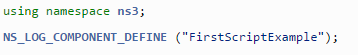 using namespace ns3;
NS_LOG_COMPONENT_DEFINE ("FirstScriptExample");